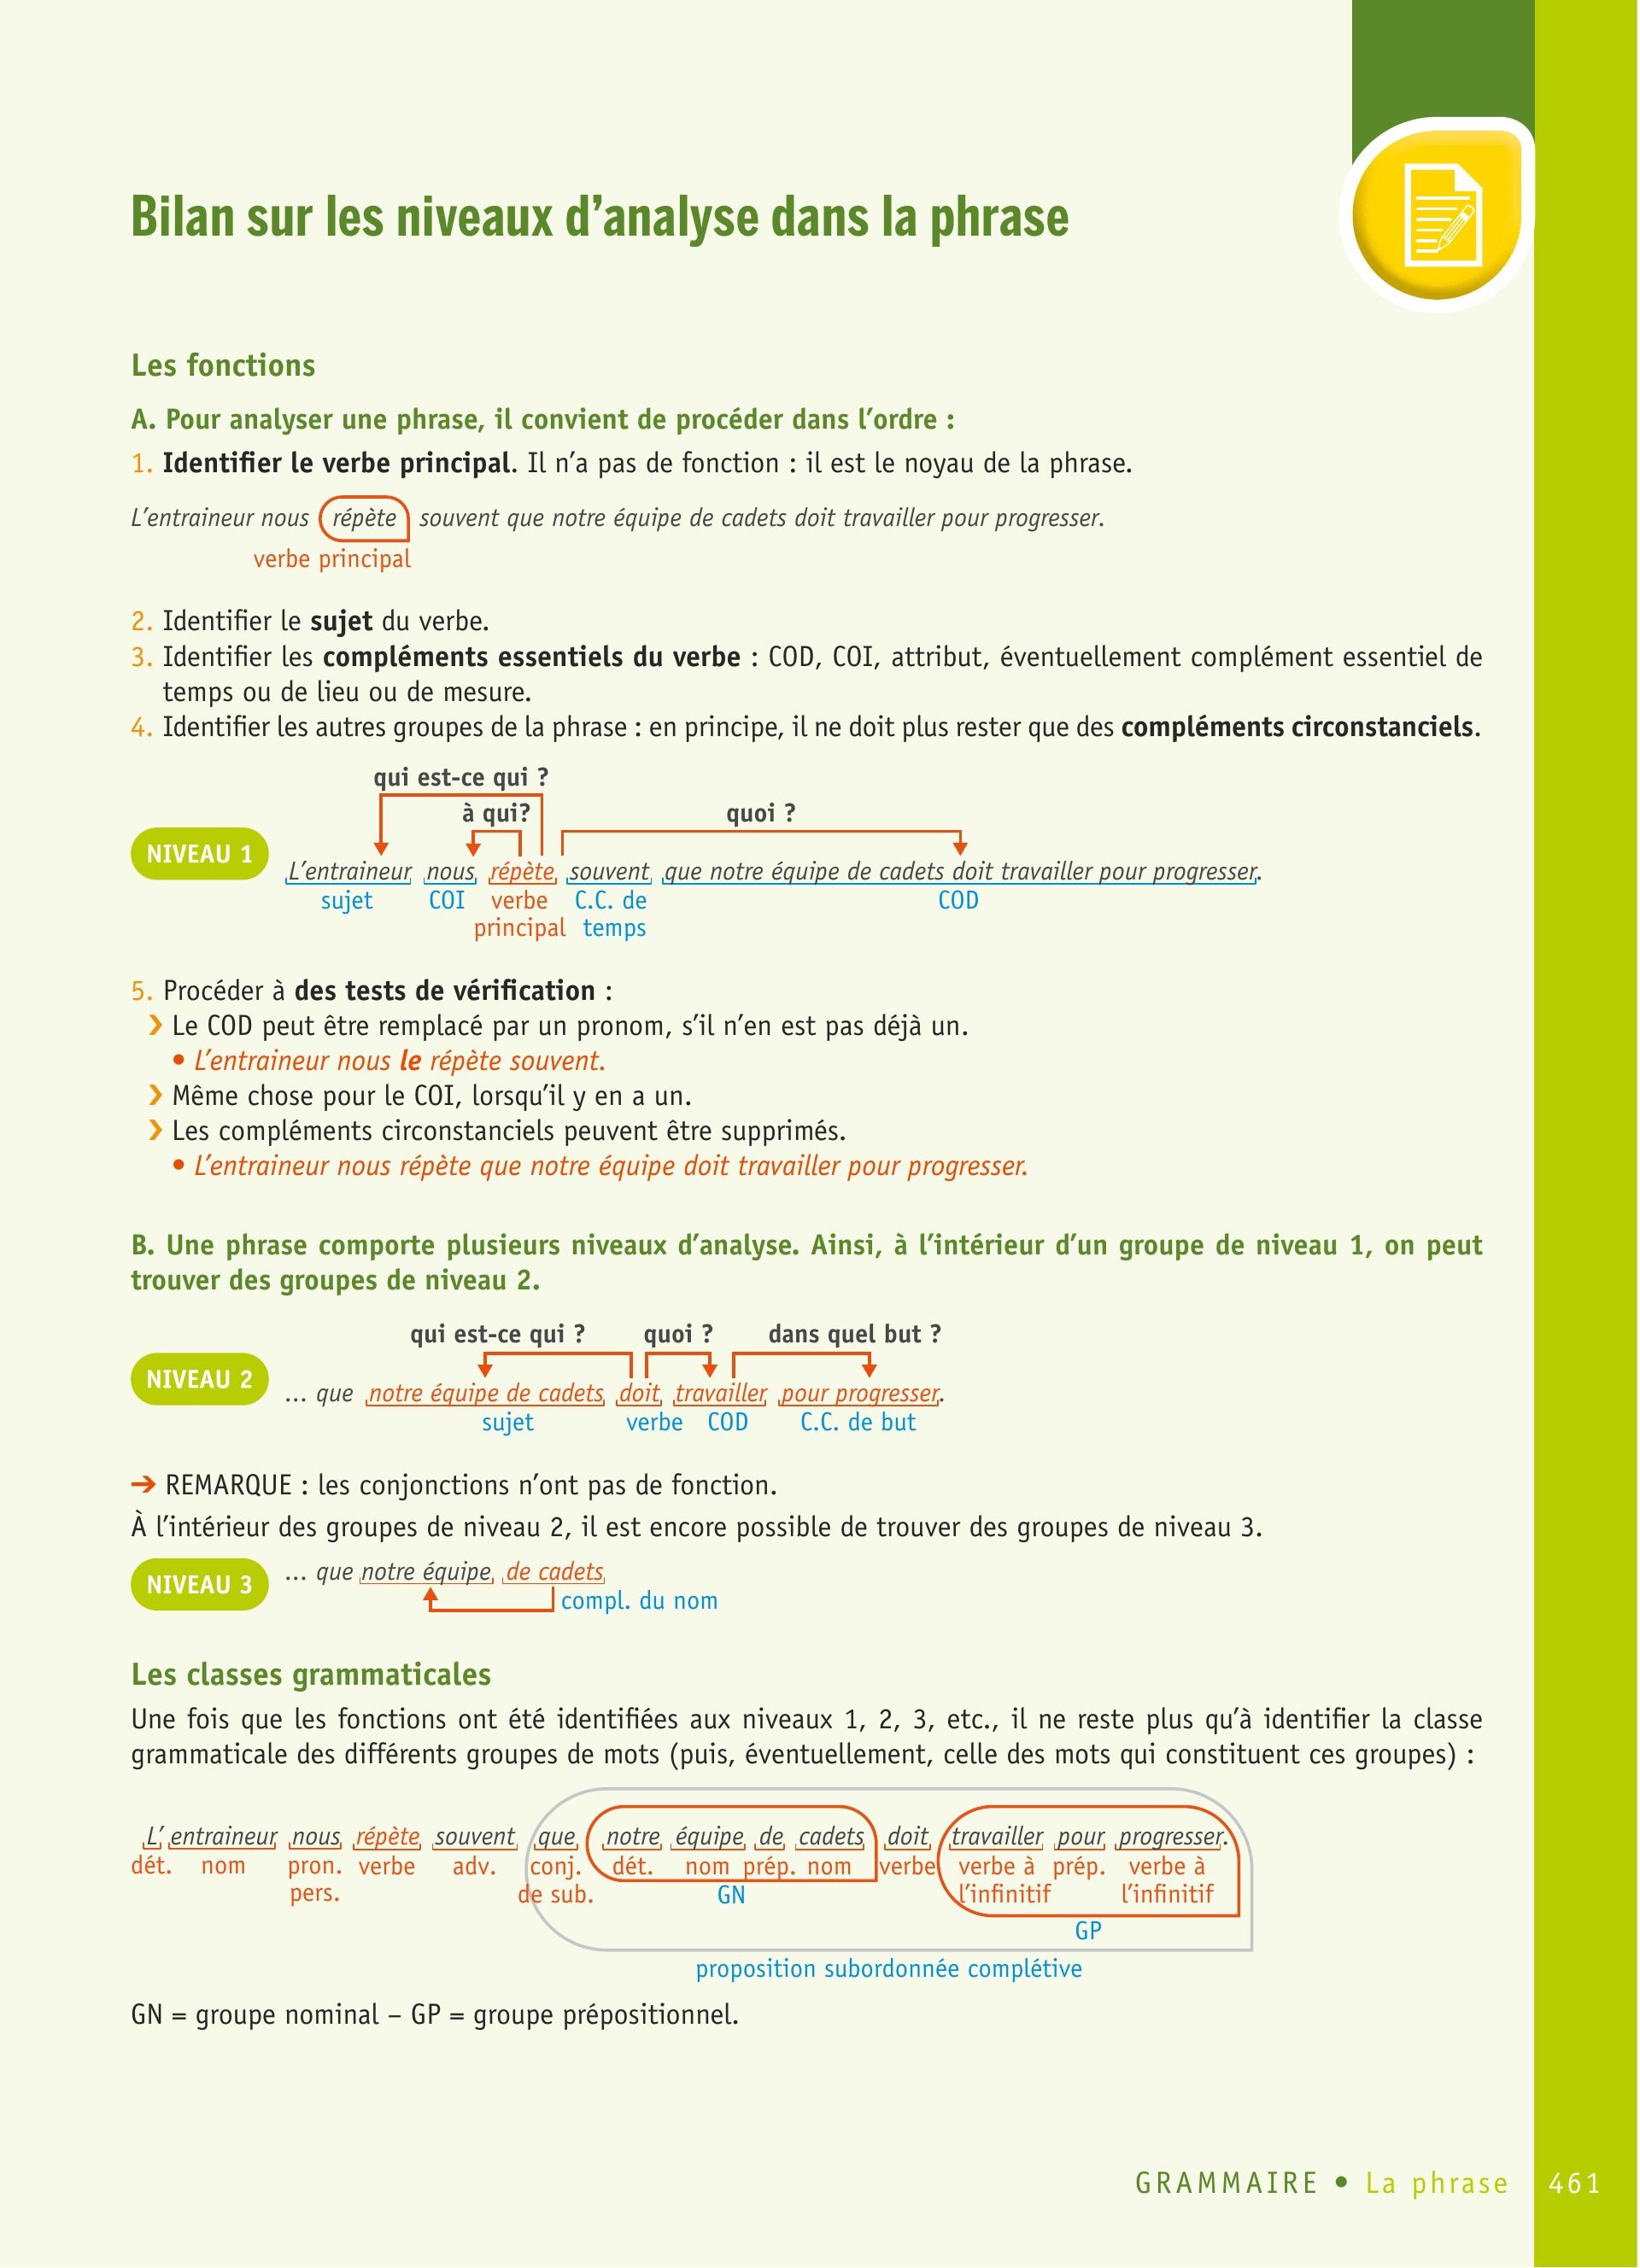 Bilan sur les niveaux d’analyse dans la phrase
Les fonctions
A. Pour analyser une phrase, il convient de procéder dans l’ordre :
1. Identifier le verbe principal. Il n’a pas de fonction : il est le noyau de la phrase.
L’entraineur nous répète souvent que notre équipe de cadets doit travailler pour progresser.
verbe principal
2. Identifier le sujet du verbe.
3. Identifier les compléments essentiels du verbe : COD, COI, attribut, éventuellement complément essentiel de
temps ou de lieu ou de mesure.
4. Identifier les autres groupes de la phrase : en principe, il ne doit plus rester que des compléments circonstanciels.
qui est-ce qui ?
à qui? quoi ?
NIVEAU 1
L’entraineur nous répète souvent que notre équipe de cadets doit travailler pour progresser.
sujet COI verbe C.C. de COD
principal temps
5. Procéder à des tests de vérification :
❯ Le COD peut être remplacé par un pronom, s’il n’en est pas déjà un.
• L’entraineur nous le répète souvent.
❯ Même chose pour le COI, lorsqu’il y en a un.
❯ Les compléments circonstanciels peuvent être supprimés.
• L’entraineur nous répète que notre équipe doit travailler pour progresser.
B. Une phrase comporte plusieurs niveaux d’analyse. Ainsi, à l’intérieur d’un groupe de niveau 1, on peut
trouver des groupes de niveau 2.
qui est-ce qui ? quoi ? dans quel but ?
NIVEAU 2
... que notre équipe de cadets doit travailler pour progresser.
sujet verbe COD C.C. de but
➔ REMARQUE : les conjonctions n’ont pas de fonction.
À l’intérieur des groupes de niveau 2, il est encore possible de trouver des groupes de niveau 3.
NIVEAU 3
... que notre équipe de cadets
compl. du nom
Les classes grammaticales
Une fois que les fonctions ont été identifiées aux niveaux 1, 2, 3, etc., il ne reste plus qu’à identifier la classe
grammaticale des différents groupes de mots (puis, éventuellement, celle des mots qui constituent ces groupes) :
L’ entraineur nous répète souvent que notre équipe de cadets doit travailler pour progresser.
dét. nom pron. verbe adv. conj. dét. nom prép. nom verbe verbe à prép. verbe à
pers. de sub. GN l’infinitif l’infinitif
GP
proposition subordonnée complétive
GN = groupe nominal – GP = groupe prépositionnel.
GRAMMAIRE • La phrase 461